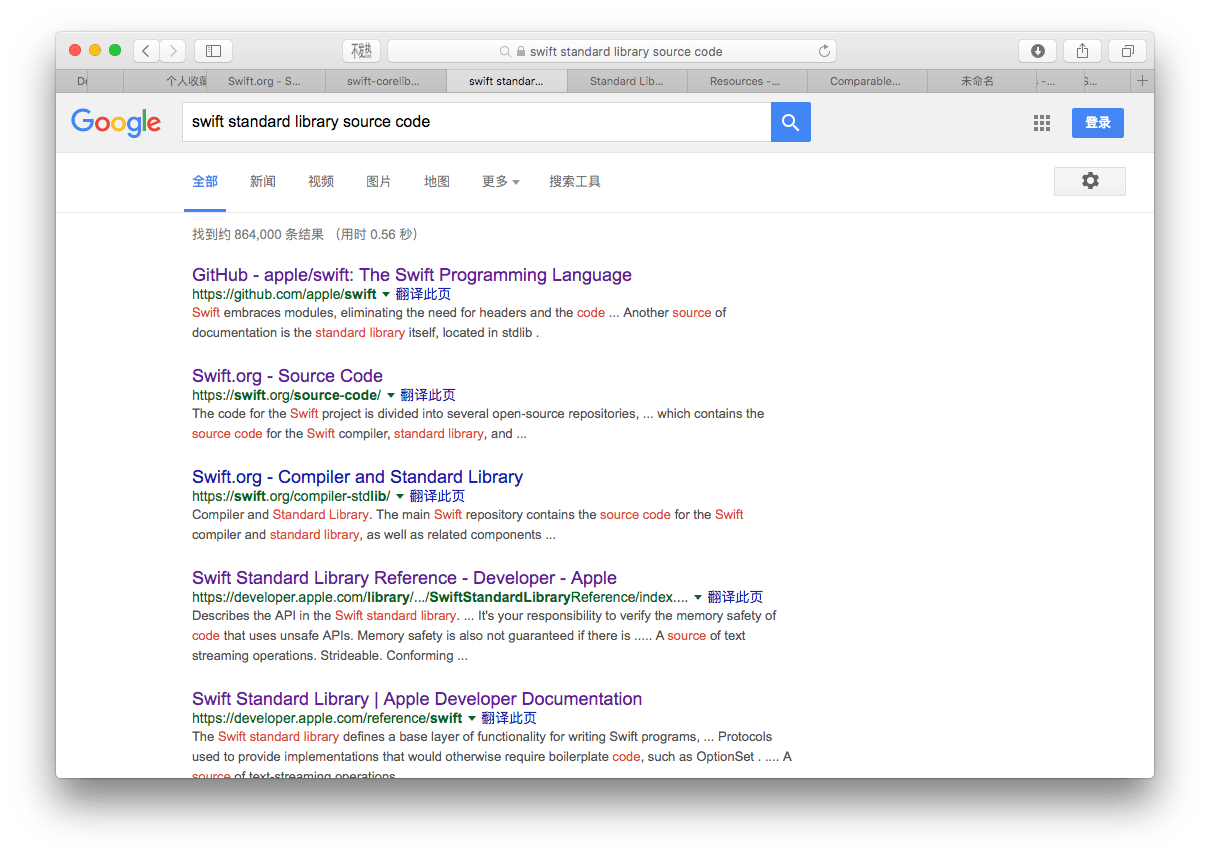 swift standard library source code
个人收藏
Swift.org - S...
swift-corelib...
swift standar...
Standard Lib...
Resources -...
Comparable...
未命名
Google
swift standard library source code
登录
全部 新闻 视频 图片 地图 更多 搜索工具
找到约 864,000 条结果 （用时 0.56 秒）
GitHub - apple/swift: The Swift Programming Language
https://github.com/apple/swift 翻译此页
Swift embraces modules, eliminating the need for headers and the code ... Another source of
documentation is the standard library itself, located in stdlib .
Swift.org - Source Code
https://swift.org/source-code/ 翻译此页
The code for the Swift project is divided into several open-source repositories, ... which contains the
source code for the Swift compiler, standard library, and ...
Swift.org - Compiler and Standard Library
https://swift.org/compiler-stdlib/ 翻译此页
Compiler and Standard Library. The main Swift repository contains the source code for the Swift
compiler and standard library, as well as related components ...
Swift Standard Library Reference - Developer - Apple
https://developer.apple.com/library/.../SwiftStandardLibraryReference/index.... 翻译此页
Describes the API in the Swift standard library. ... It's your responsibility to verify the memory safety of
code that uses unsafe APIs. Memory safety is also not guaranteed if there is ..... A source of text
streaming operations. Strideable. Conforming ...
Swift Standard Library | Apple Developer Documentation
https://developer.apple.com/reference/swift 翻译此页
The Swift standard library defines a base layer of functionality for writing Swift programs, ... Protocols
used to provide implementations that would otherwise require boilerplate code, such as OptionSet . .... A
source of text-streaming operations